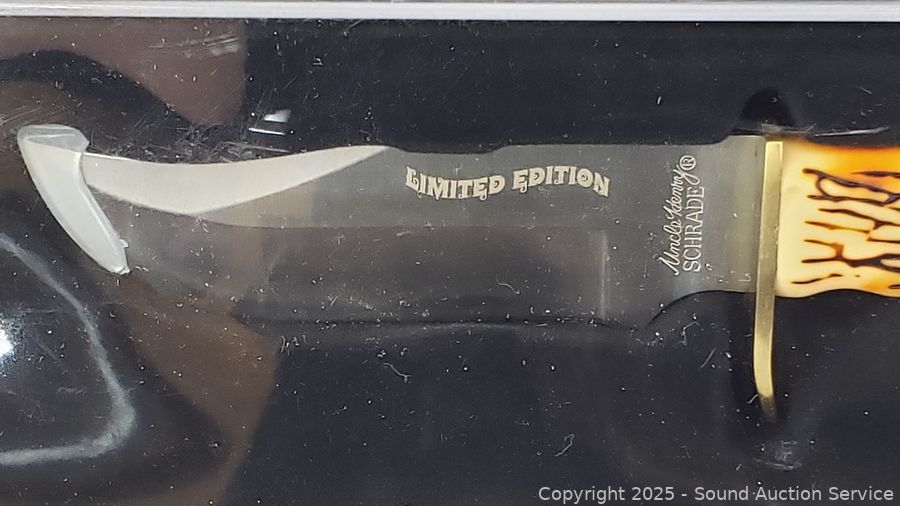 LIMITED EDITION
Uncle Henry®
SCHRADE
Copyright 2025 - Sound Auction Service